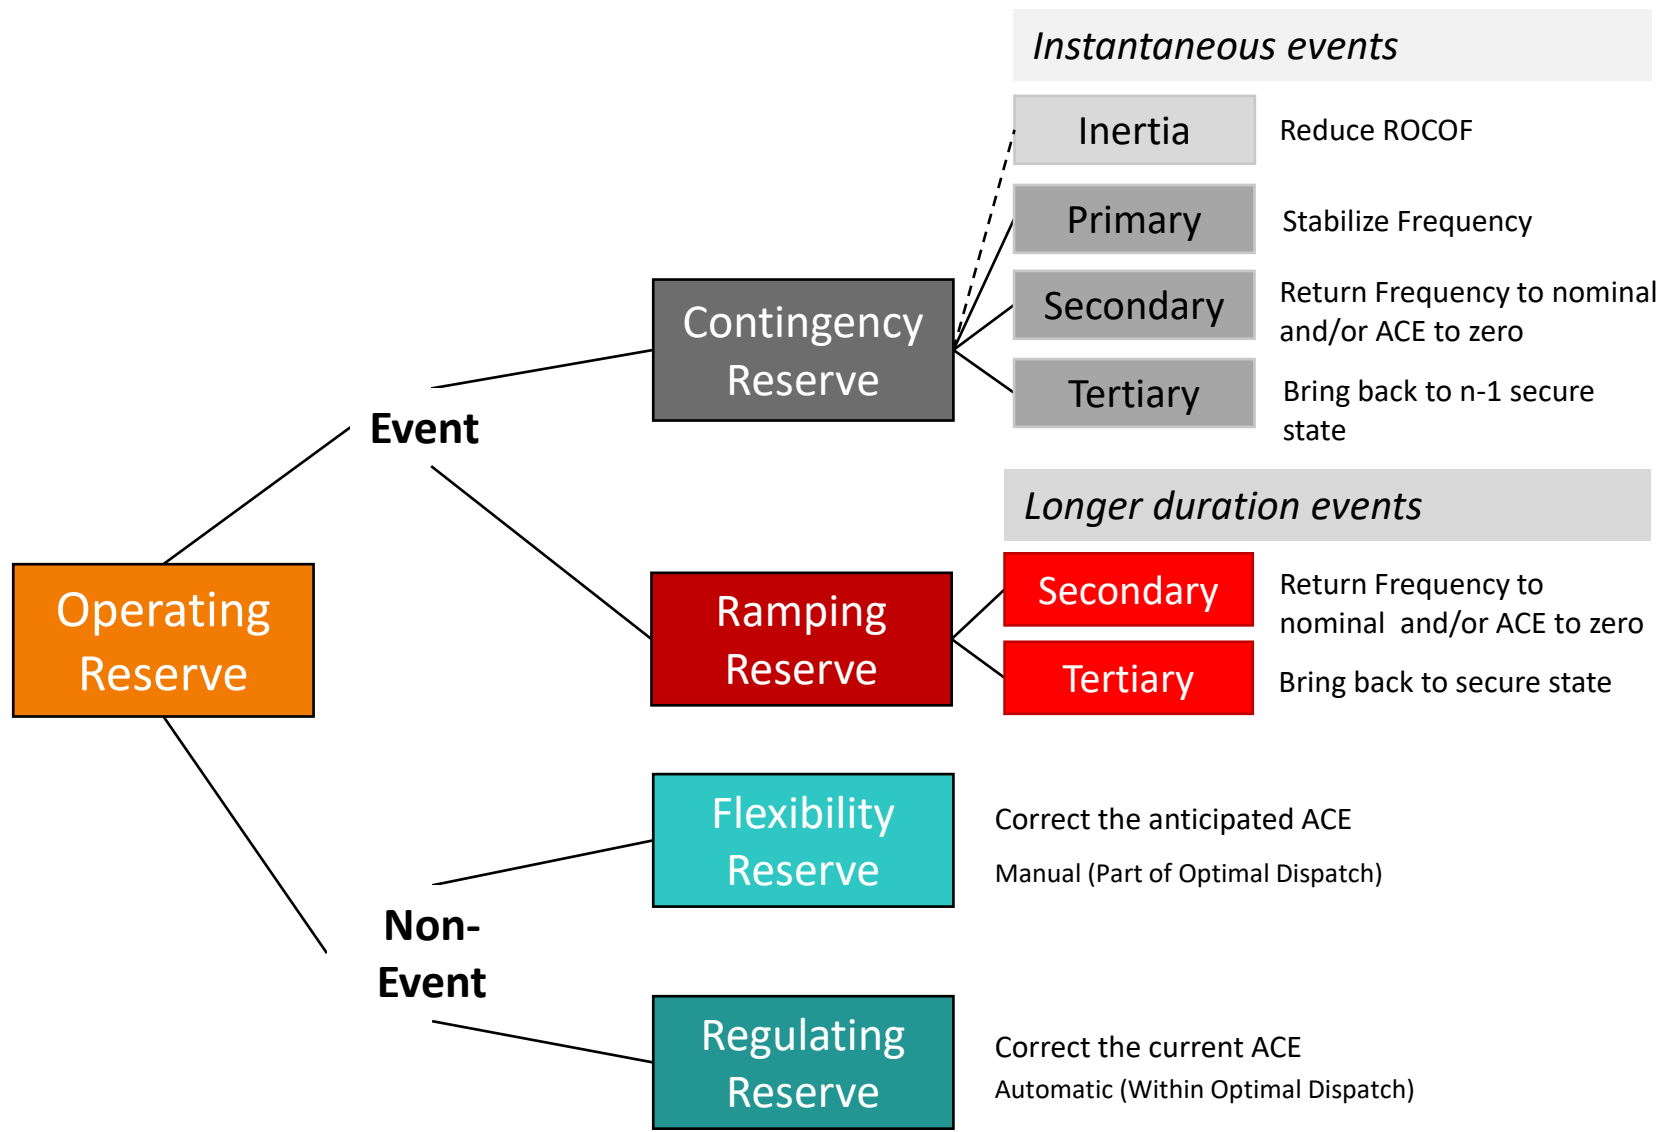 Instantaneous events
Inertia
Reduce ROCOF
Primary
Stabilize Frequency
Secondary
Return Frequency to nominal
and/or ACE to zero
Tertiary
Bring back to n-1 secure
state
Contingency
Reserve
Event
Longer duration events
Secondary
Return Frequency to
nominal and/or ACE to zero
Tertiary
Bring back to secure state
Ramping
Reserve
Operating
Reserve
Flexibility
Reserve
Correct the anticipated ACE
Manual (Part of Optimal Dispatch)
Non-
Event
Regulating
Reserve
Correct the current ACE
Automatic (Within Optimal Dispatch)